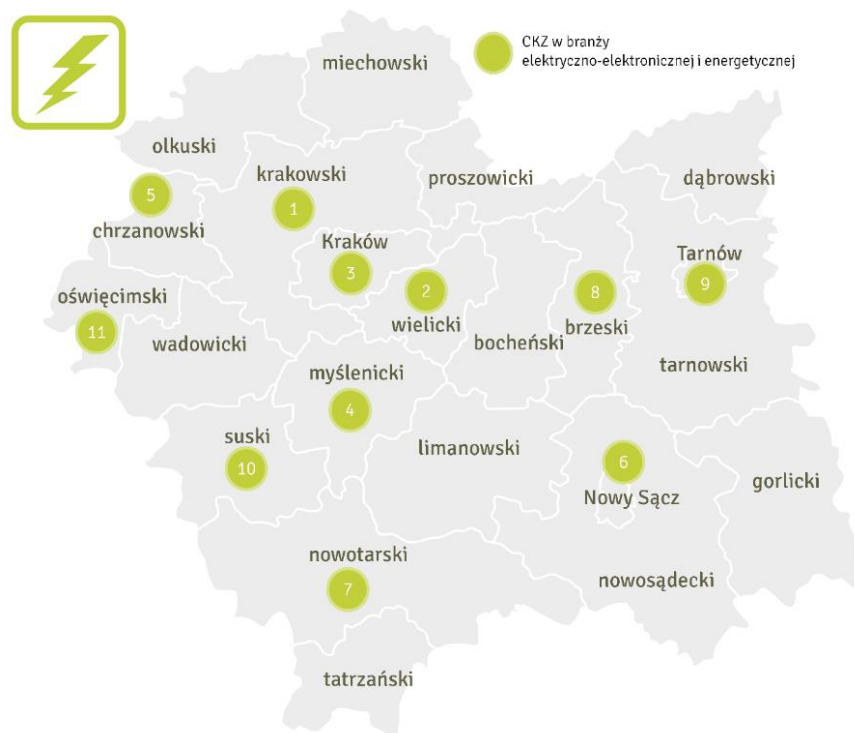 CKZ w branży
elektryczno-elektronicznej i energetycznej
miechowski
olkuski
krakowski
proszowicki
dąbrowski
5
1
chrzanowski
Kraków
3
Tarnów
9
oświęcimski
11
2
wielicki
8
brzeski
wadowicki
bocheński
tarnowski
myślenicki
4
suski
10
limanowski
6
Nowy Sącz
gorlicki
nowotarski
7
nowosądecki
tatrzański